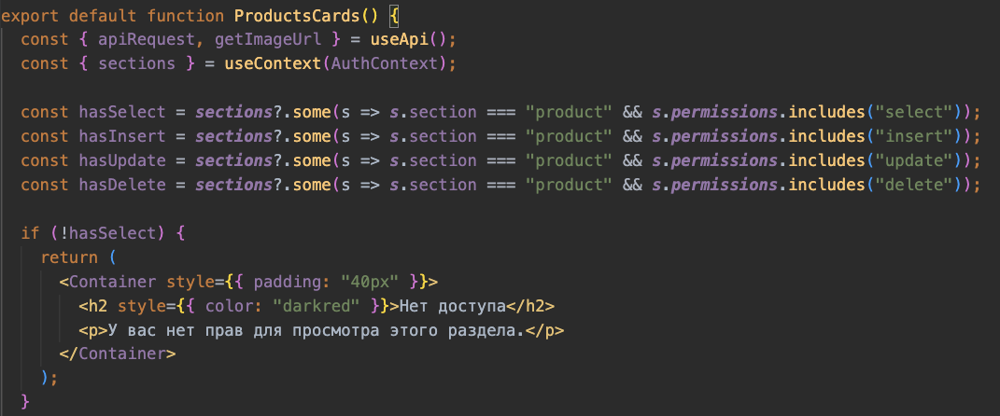 export default function ProductsCards() {
  const { apiRequest, getImageUrl } = useApi();
  const { sections } = useContext(AuthContext);

  const hasSelect = sections?.some(s => s.section === "product" && s.permissions.includes("select"));
  const hasInsert = sections?.some(s => s.section === "product" && s.permissions.includes("insert"));
  const hasUpdate = sections?.some(s => s.section === "product" && s.permissions.includes("update"));
  const hasDelete = sections?.some(s => s.section === "product" && s.permissions.includes("delete"));

  if (!hasSelect) {
    return (
      <Container style={{ padding: "40px" }}>
        <h2 style={{ color: "darkred" }}>Нет доступа</h2>
        <p>У вас нет прав для просмотра этого раздела.</p>
      </Container>
    );
  }